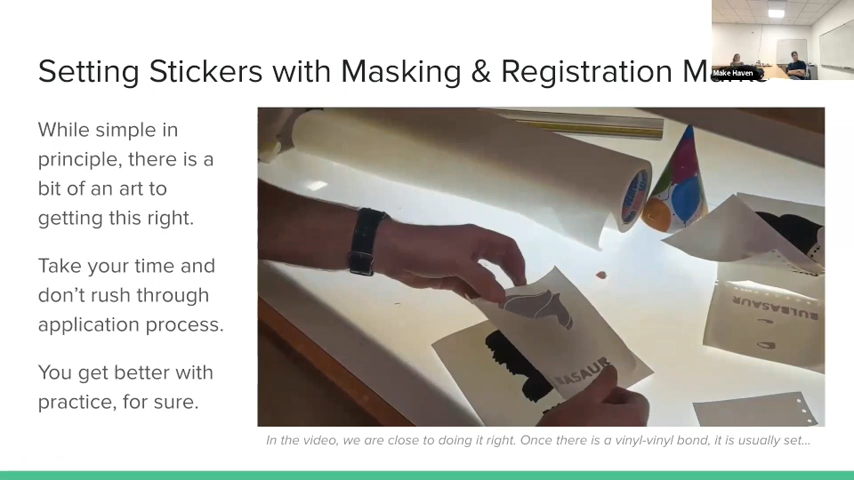 Setting Stickers with Masking & Registration
Make Haven
While simple in
principle, there is a
bit of an art to
getting this right.
Take your time and
don't rush through
application process.
You get better with
practice, for sure.
BULBASAUR
BASAUR
In the video, we are close to doing it right. Once there is a vinyl-vinyl bond, it is usually set...